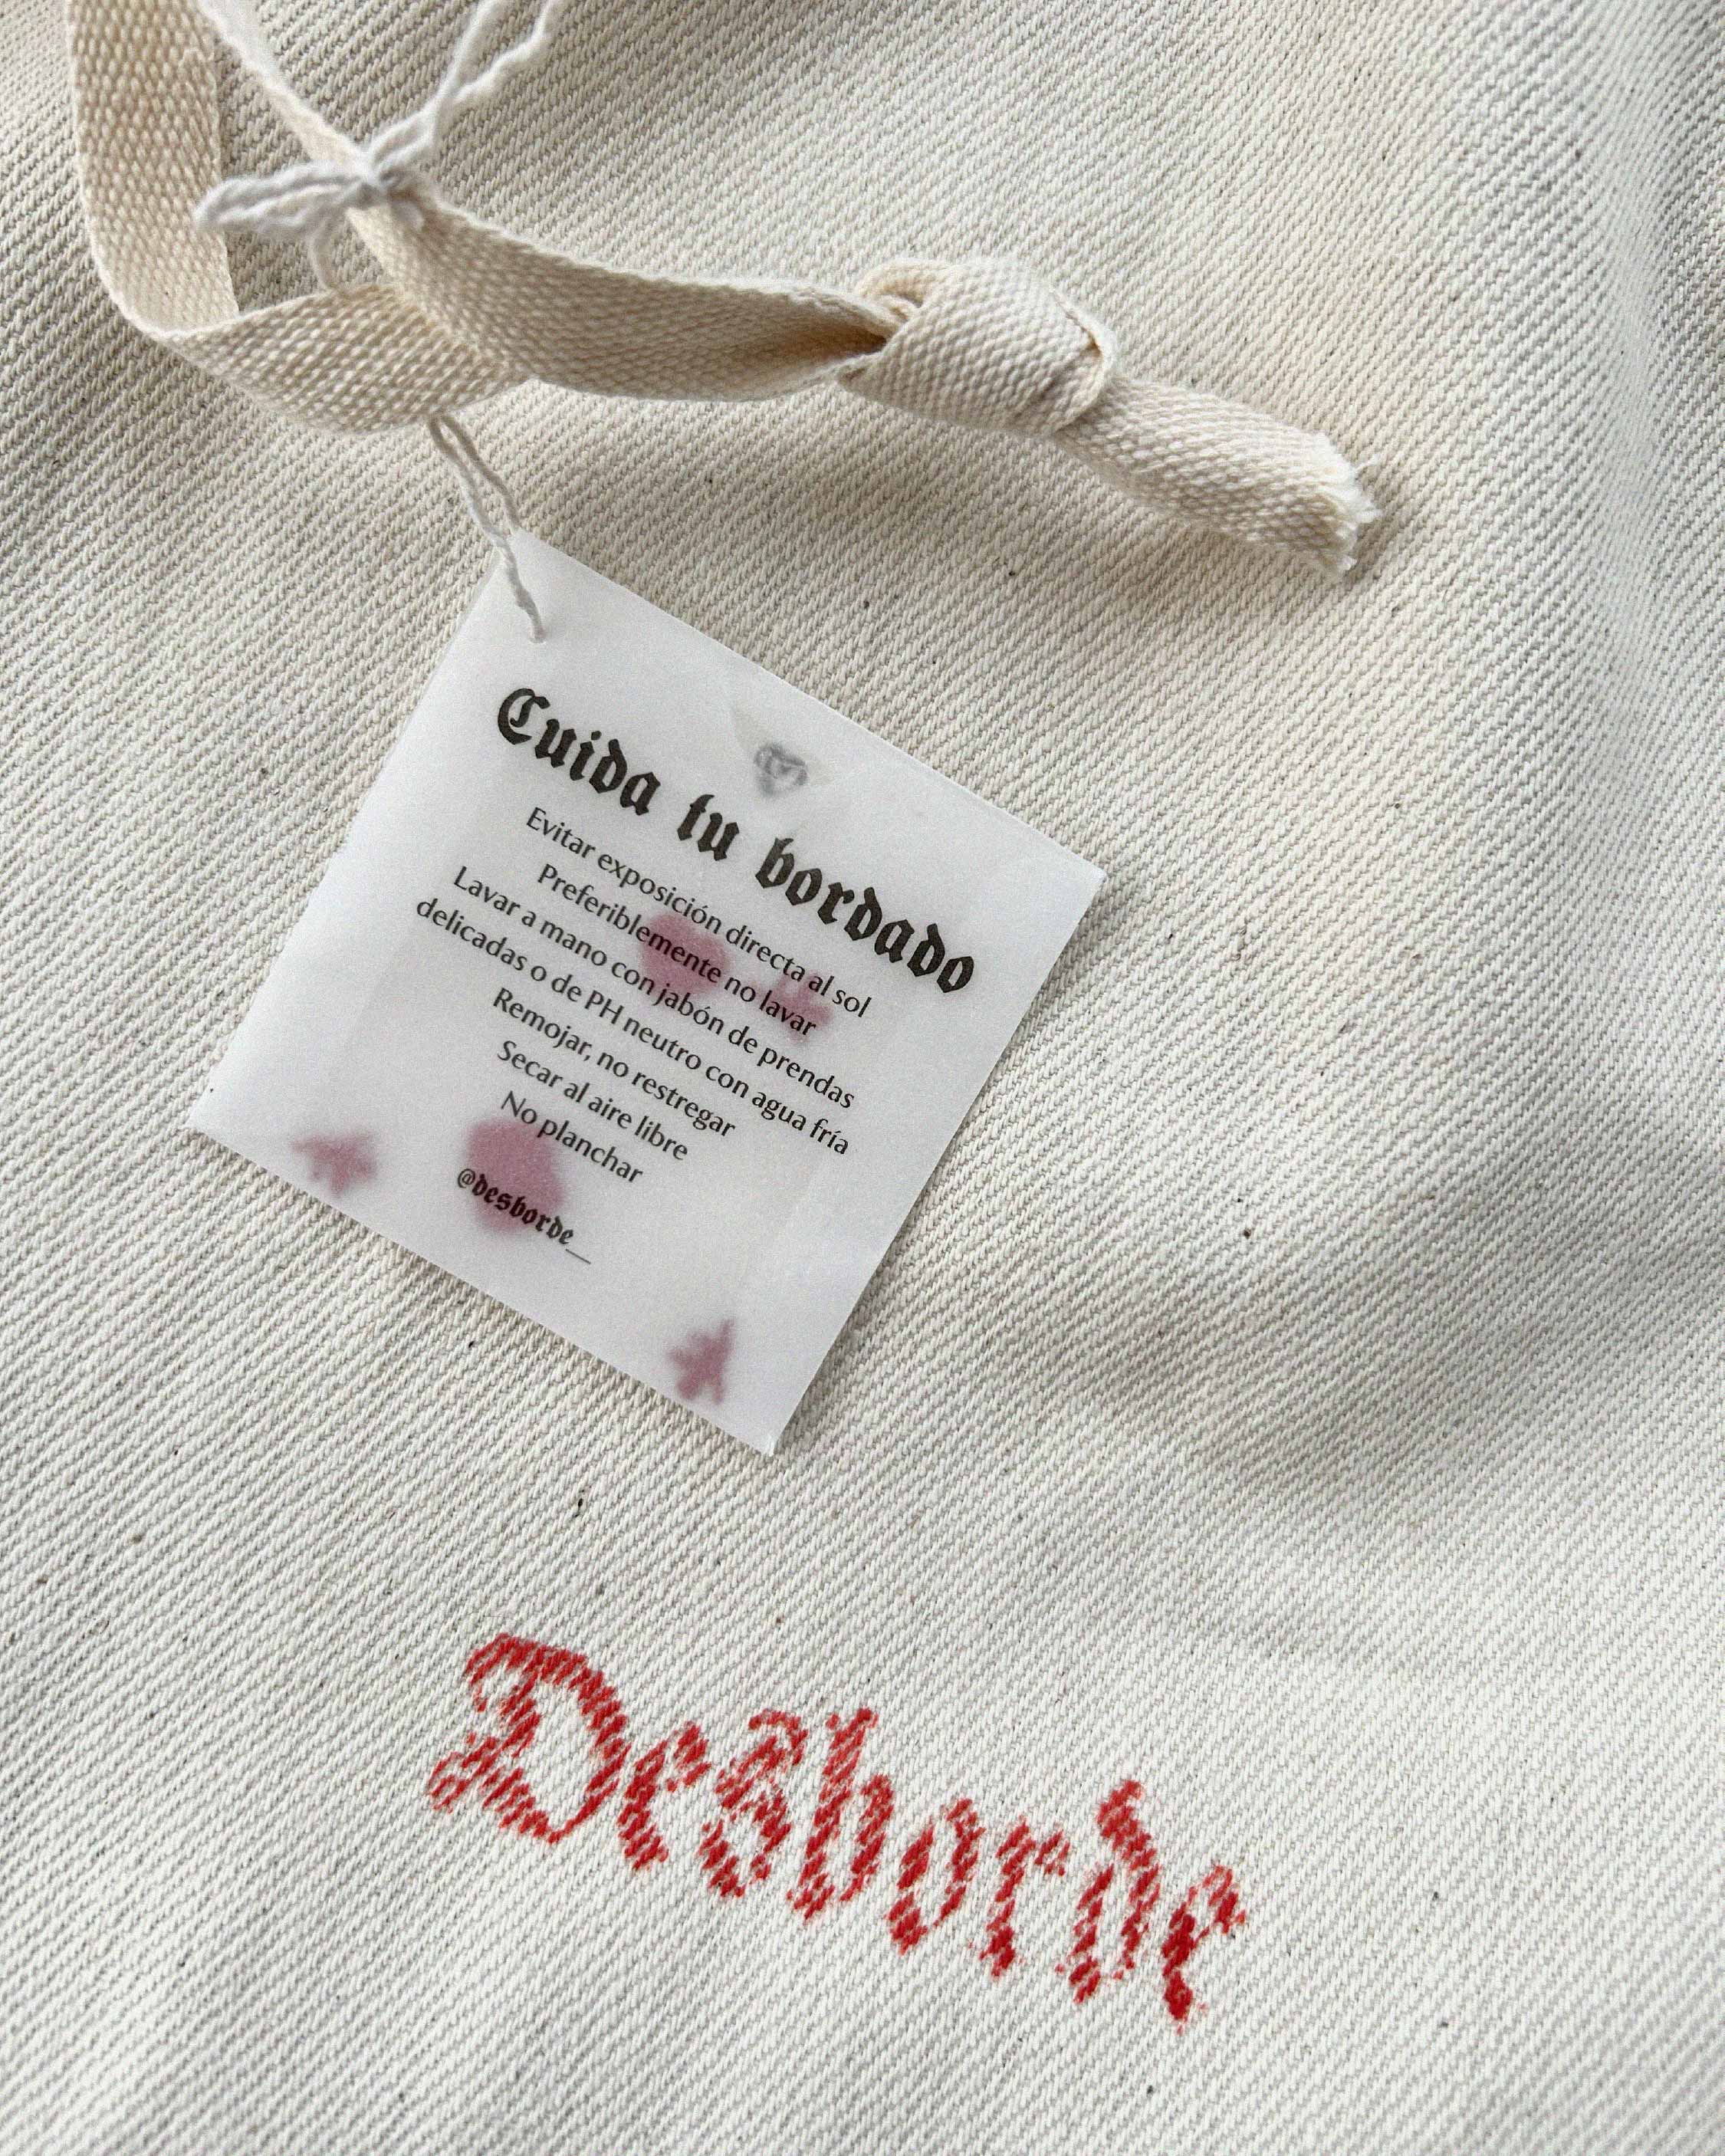 Cuida tu bordado
Evitar exposición directa al sol
Preferiblemente no lavar
Lavar a mano con jabón de prendas
delicadas o de PH neutro con agua fría
Remojar, no restregar
Secar al aire libre
No planchar
@desborde__
Desborde